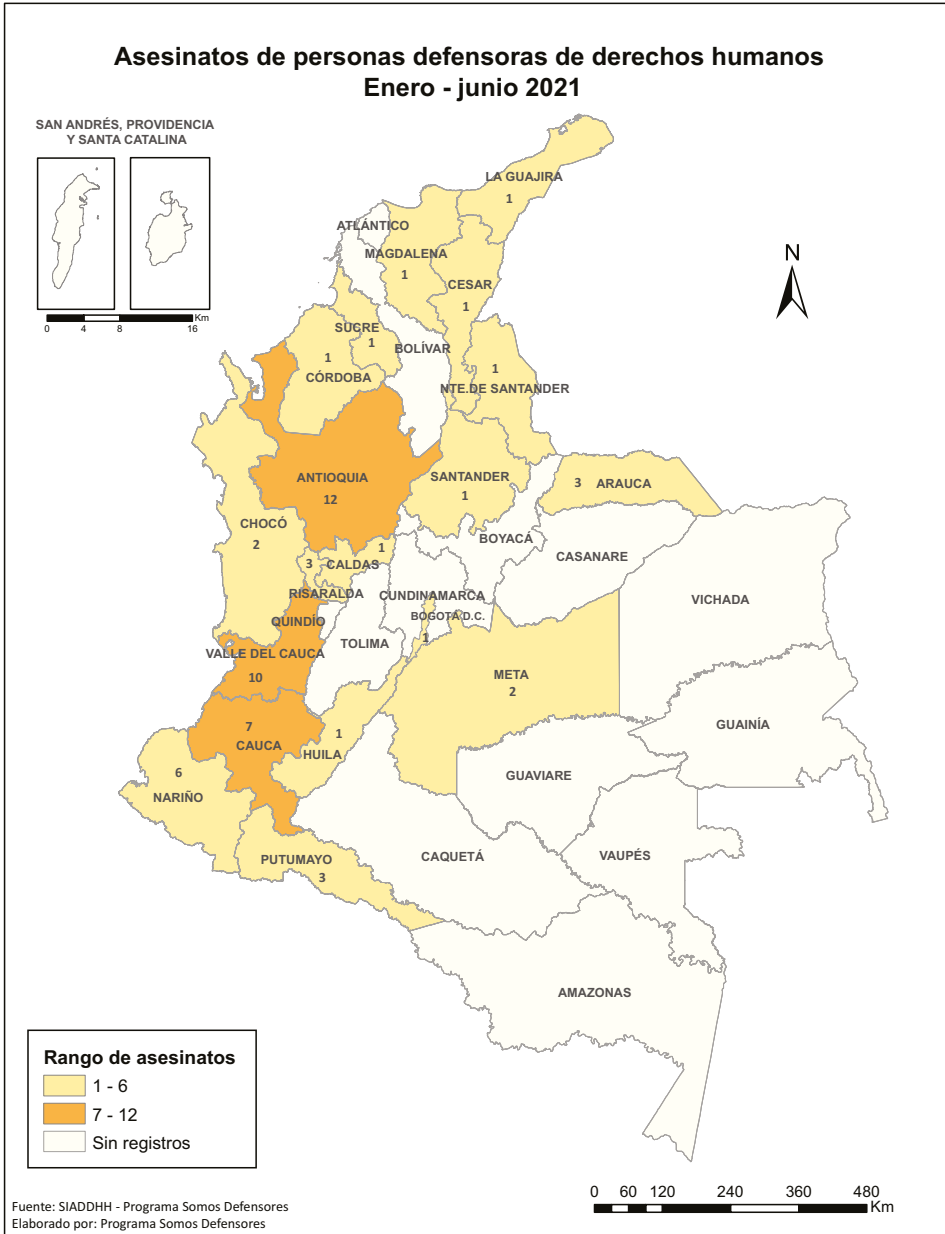 Asesinatos de personas defensoras de derechos humanos
Enero - junio 2021
SAN ANDRÉS, PROVIDENCIA
Y SANTA CATALINA
0 4 8 16 Km
N
LA GUAJIRA
1
ATLÁNTICO
MAGDALENA
1
CESAR
1
SUCRE
1
BOLÍVAR
1
CÓRDOBA
1
NTE.DE SANTANDER
ANTIOQUIA
12
SANTANDER
1
3 ARAUCA
CHOCÓ
2
BOYACÁ
CASANARE
1
CALDAS
3
RISARALDA
CUNDINAMARCA
BOGOTÁ D.C.
1
VICHADA
QUINDÍO
TOLIMA
VALLE DEL CAUCA
10
META
2
GUAINÍA
7
CAUCA
1
HUILA
GUAVIARE
6
NARIÑO
CAQUETÁ
VAUPÉS
PUTUMAYO
3
AMAZONAS
Rango de asesinatos
1 - 6
7 - 12
Sin registros
0 60 120 240 360 480
Km
Fuente: SIADDHH - Programa Somos Defensores
Elaborado por: Programa Somos Defensores